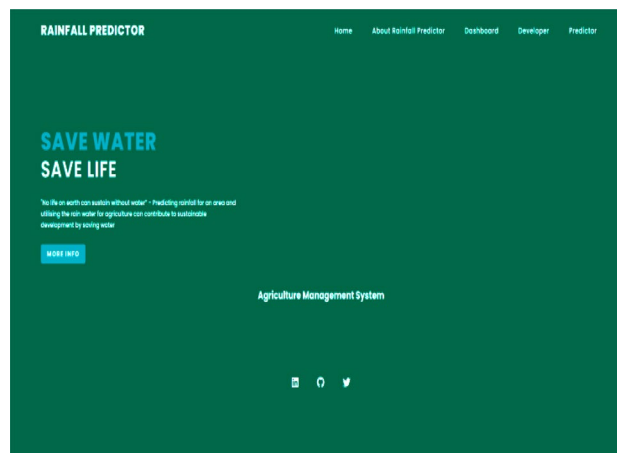 RAINFALL PREDICTOR
Home About Rainfall Predictor Dashboard Developer Predictor
SAVE WATER
SAVE LIFE
"No life on earth can sustain without water" - Predicting rainfall for an area and
utilising the rain water for agriculture can contribute to sustainable
development by saving water
MORE INFO
Agriculture Management System
in